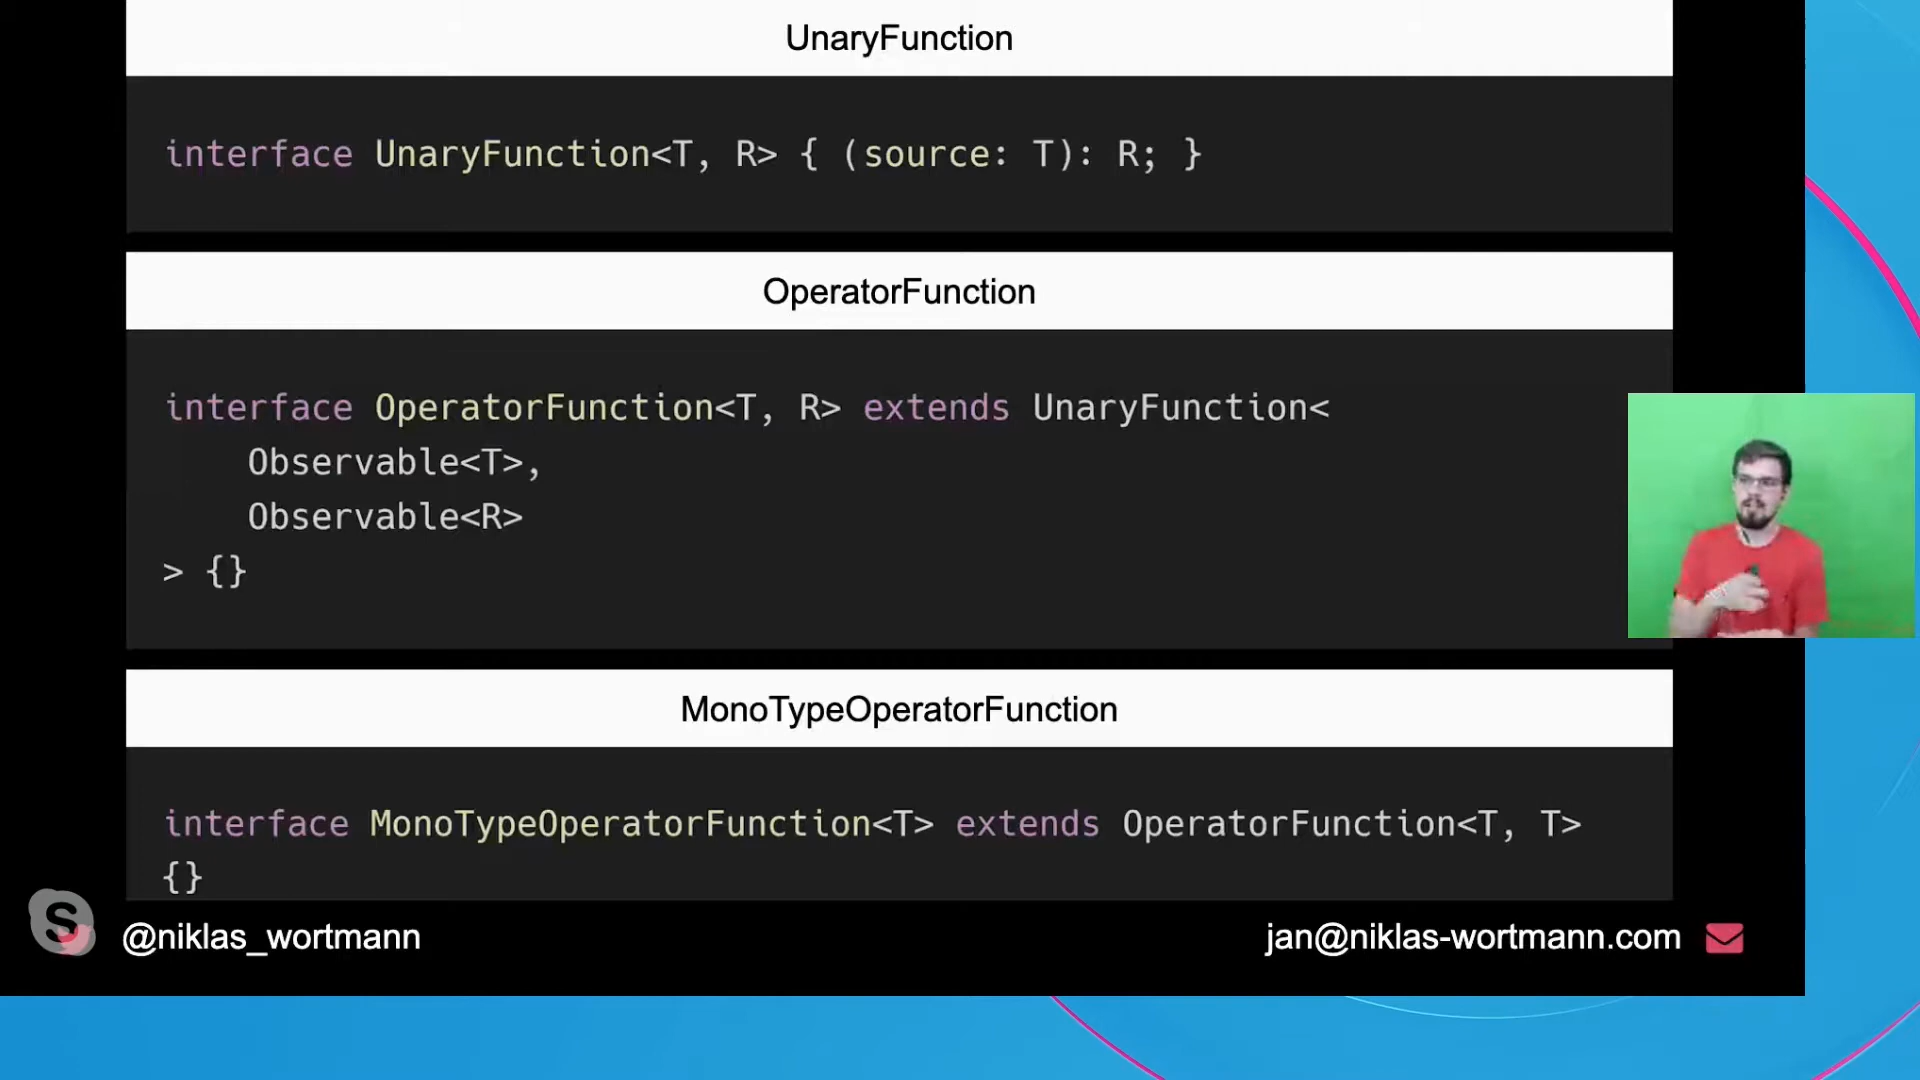 UnaryFunction
interface UnaryFunction<T, R> { (source: T): R; }
OperatorFunction
interface OperatorFunction<T, R> extends UnaryFunction<
    Observable<T>,
    Observable<R>
> {}
MonoTypeOperatorFunction
interface MonoTypeOperatorFunction<T> extends OperatorFunction<T, T>
{}
S
@niklas_wortmann
jan@niklas-wortmann.com